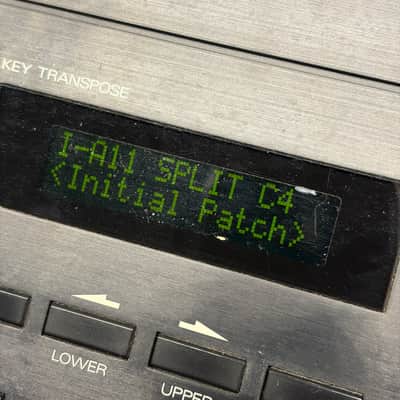 KEY TRANSPOSE
I-A11 SPLIT C4
<Initial Patch>
LOWER
UPPER